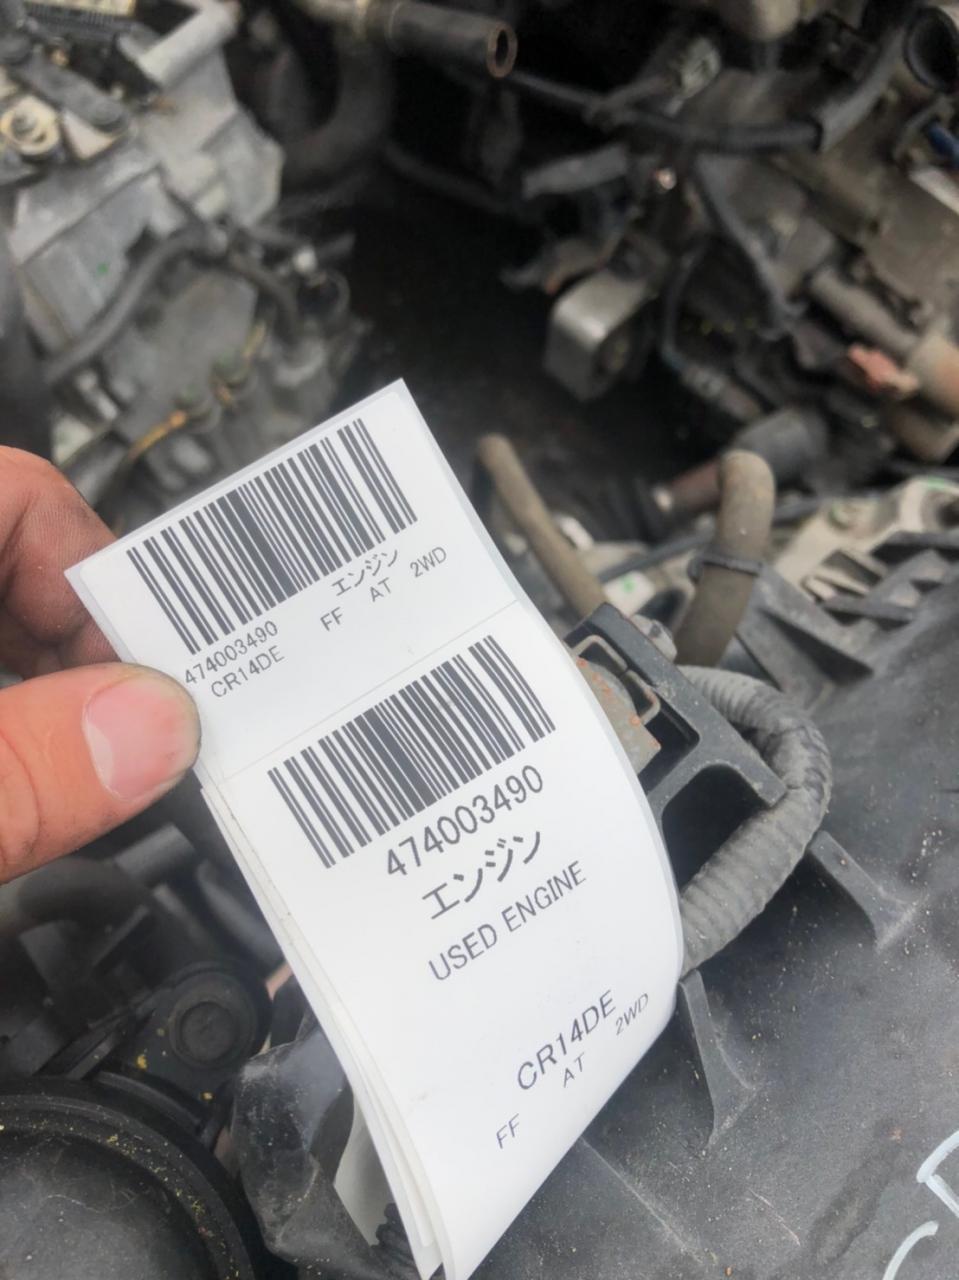 エンジン
474003490 FF AT 2WD
CR14DE
474003490
エンジン
USED ENGINE
CR14DE
FF AT 2WD